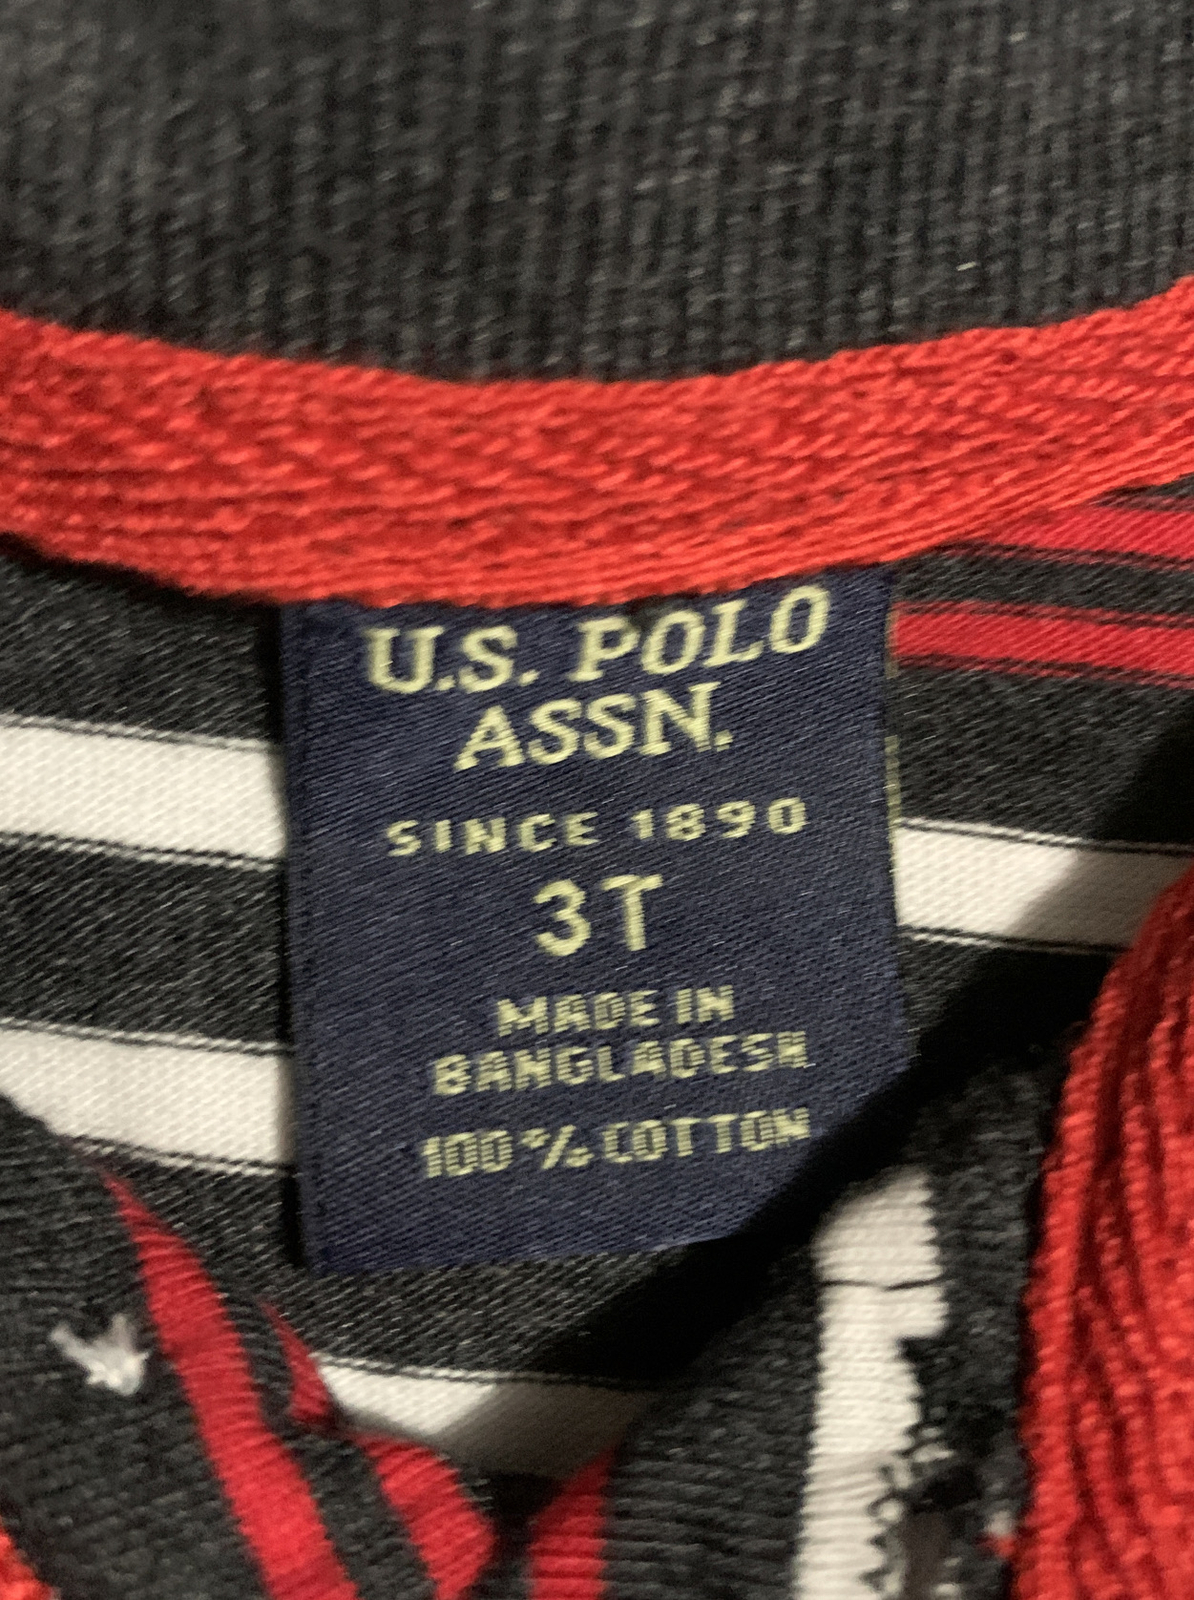 U.S. POLO
ASSN.
SINCE 1890
3T
MADE IN
BANGLADESH
100% COTTON